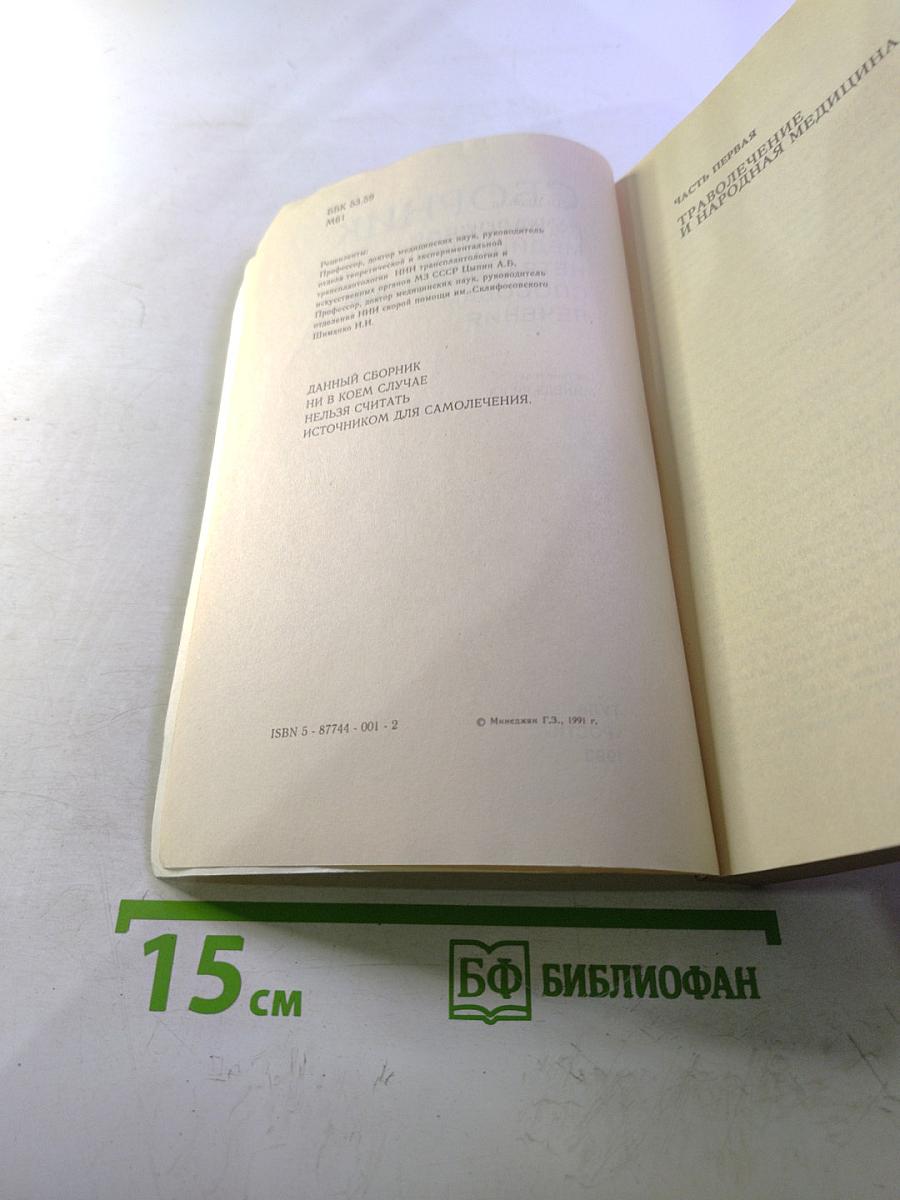 ББК 53.59
М61
Рецензенты:
Профессор, доктор медицинских наук, руководитель
отдела теоретической и экспериментальной
трансплантологии НИИ трансплантологии и
искусственных органов МЗ СССР Цыпин А.Б.
Профессор, доктор медицинских наук, руководитель
отделения НИИ скорой помощи им. Склифосовского
Шиманко И.И.
ДАННЫЙ СБОРНИК
НИ В КОЕМ СЛУЧАЕ
НЕЛЬЗЯ СЧИТАТЬ
ИСТОЧНИКОМ ДЛЯ САМОЛЕЧЕНИЯ.
ISBN 5 - 87744 - 001 - 2
© Минеджян Г.З., 1991 г.
ЧАСТЬ ПЕРВАЯ
ТРАВОЛЕЧЕНИЕ
И НАРОДНАЯ МЕДИЦИНА
15 см
БФ БИБЛИОФАН